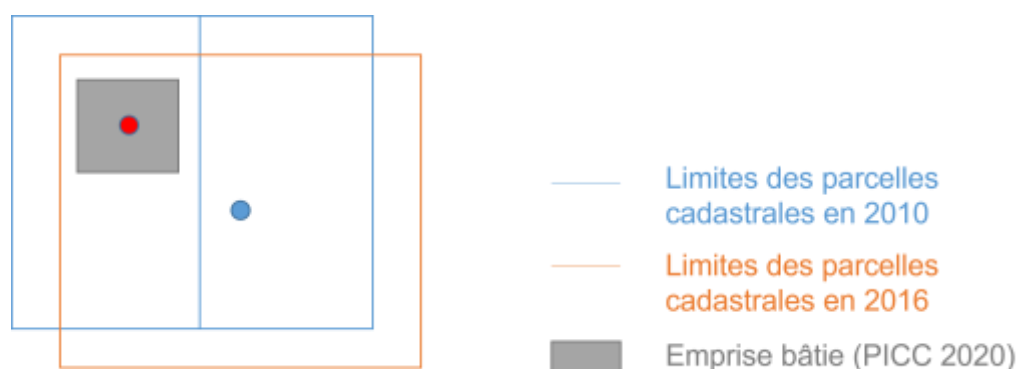 Limites des parcelles
cadastrales en 2010
Limites des parcelles
cadastrales en 2016
Emprise bâtie (PICC 2020)